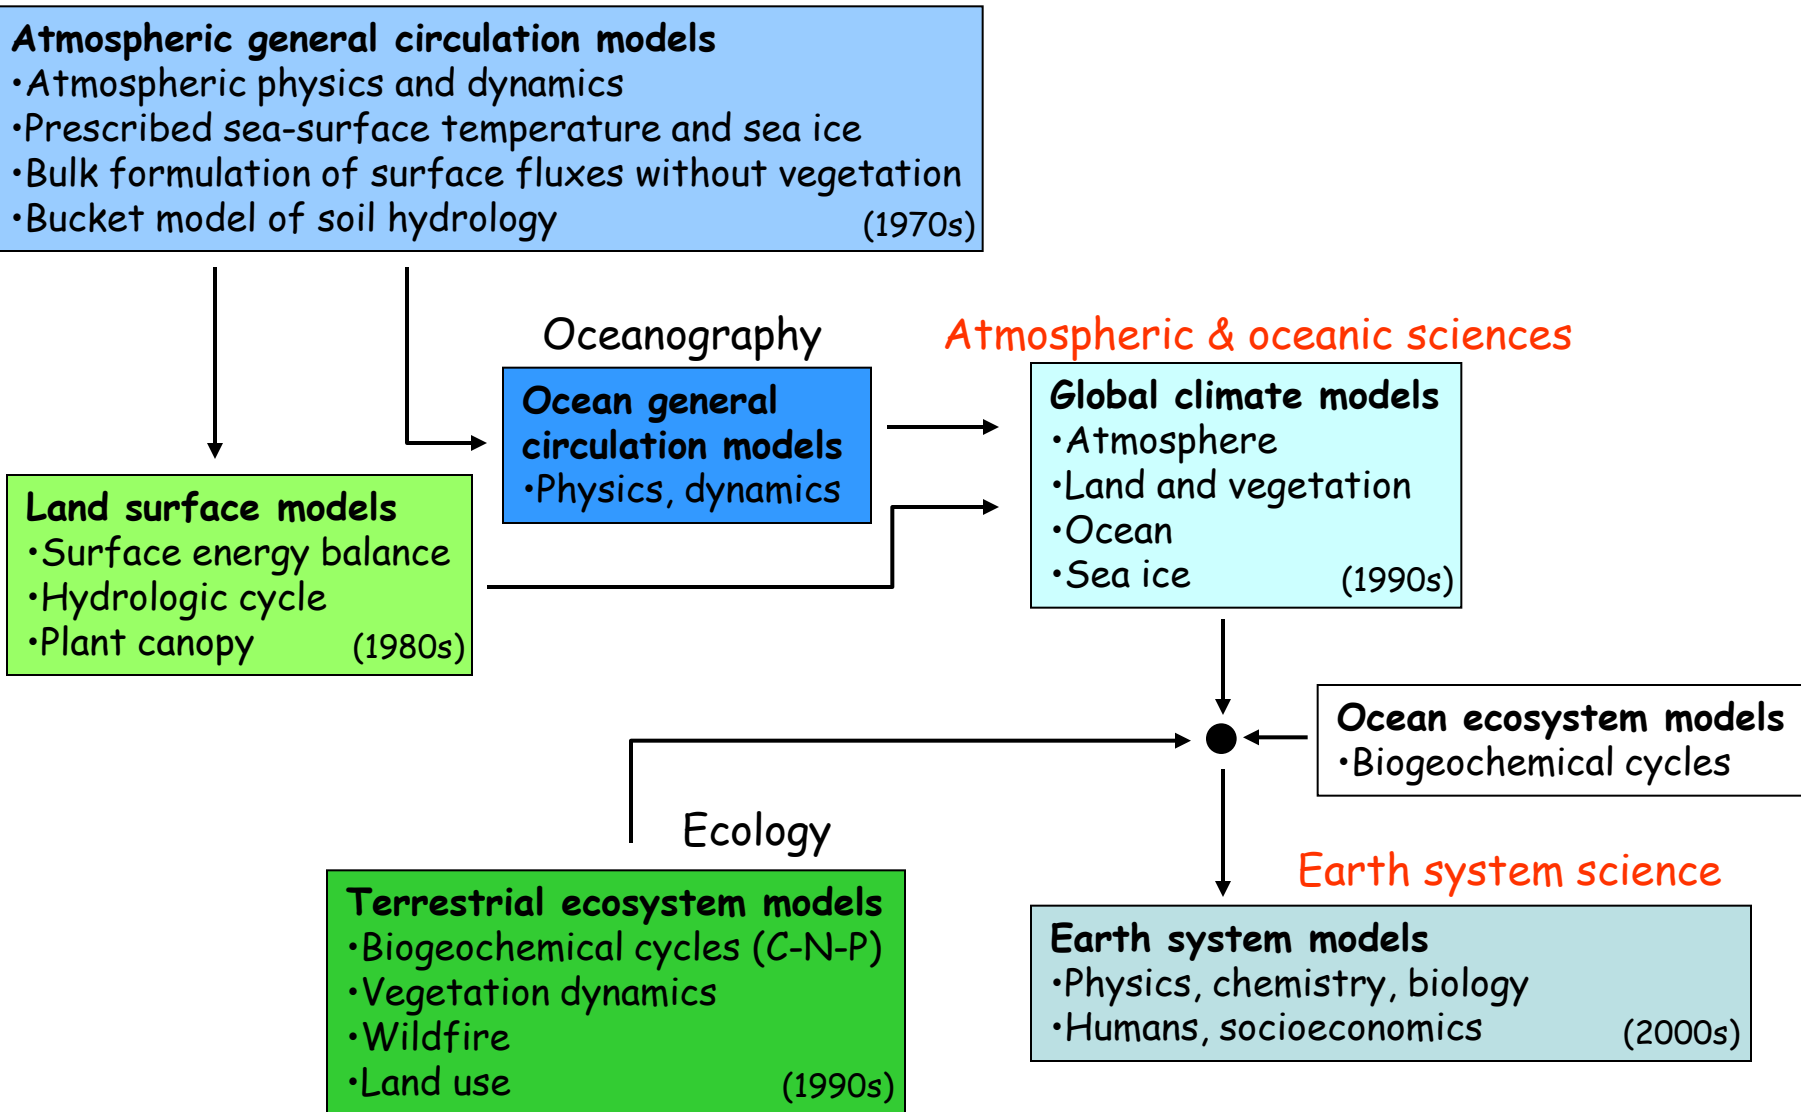 Atmospheric general circulation models
•Atmospheric physics and dynamics
•Prescribed sea-surface temperature and sea ice
•Bulk formulation of surface fluxes without vegetation
•Bucket model of soil hydrology (1970s)
Oceanography
Ocean general
circulation models
•Physics, dynamics
Atmospheric & oceanic sciences
Global climate models
•Atmosphere
•Land and vegetation
•Ocean
•Sea ice (1990s)
Land surface models
•Surface energy balance
•Hydrologic cycle
•Plant canopy (1980s)
Ocean ecosystem models
•Biogeochemical cycles
Ecology
Terrestrial ecosystem models
•Biogeochemical cycles (C-N-P)
•Vegetation dynamics
•Wildfire
•Land use (1990s)
Earth system science
Earth system models
•Physics, chemistry, biology
•Humans, socioeconomics (2000s)